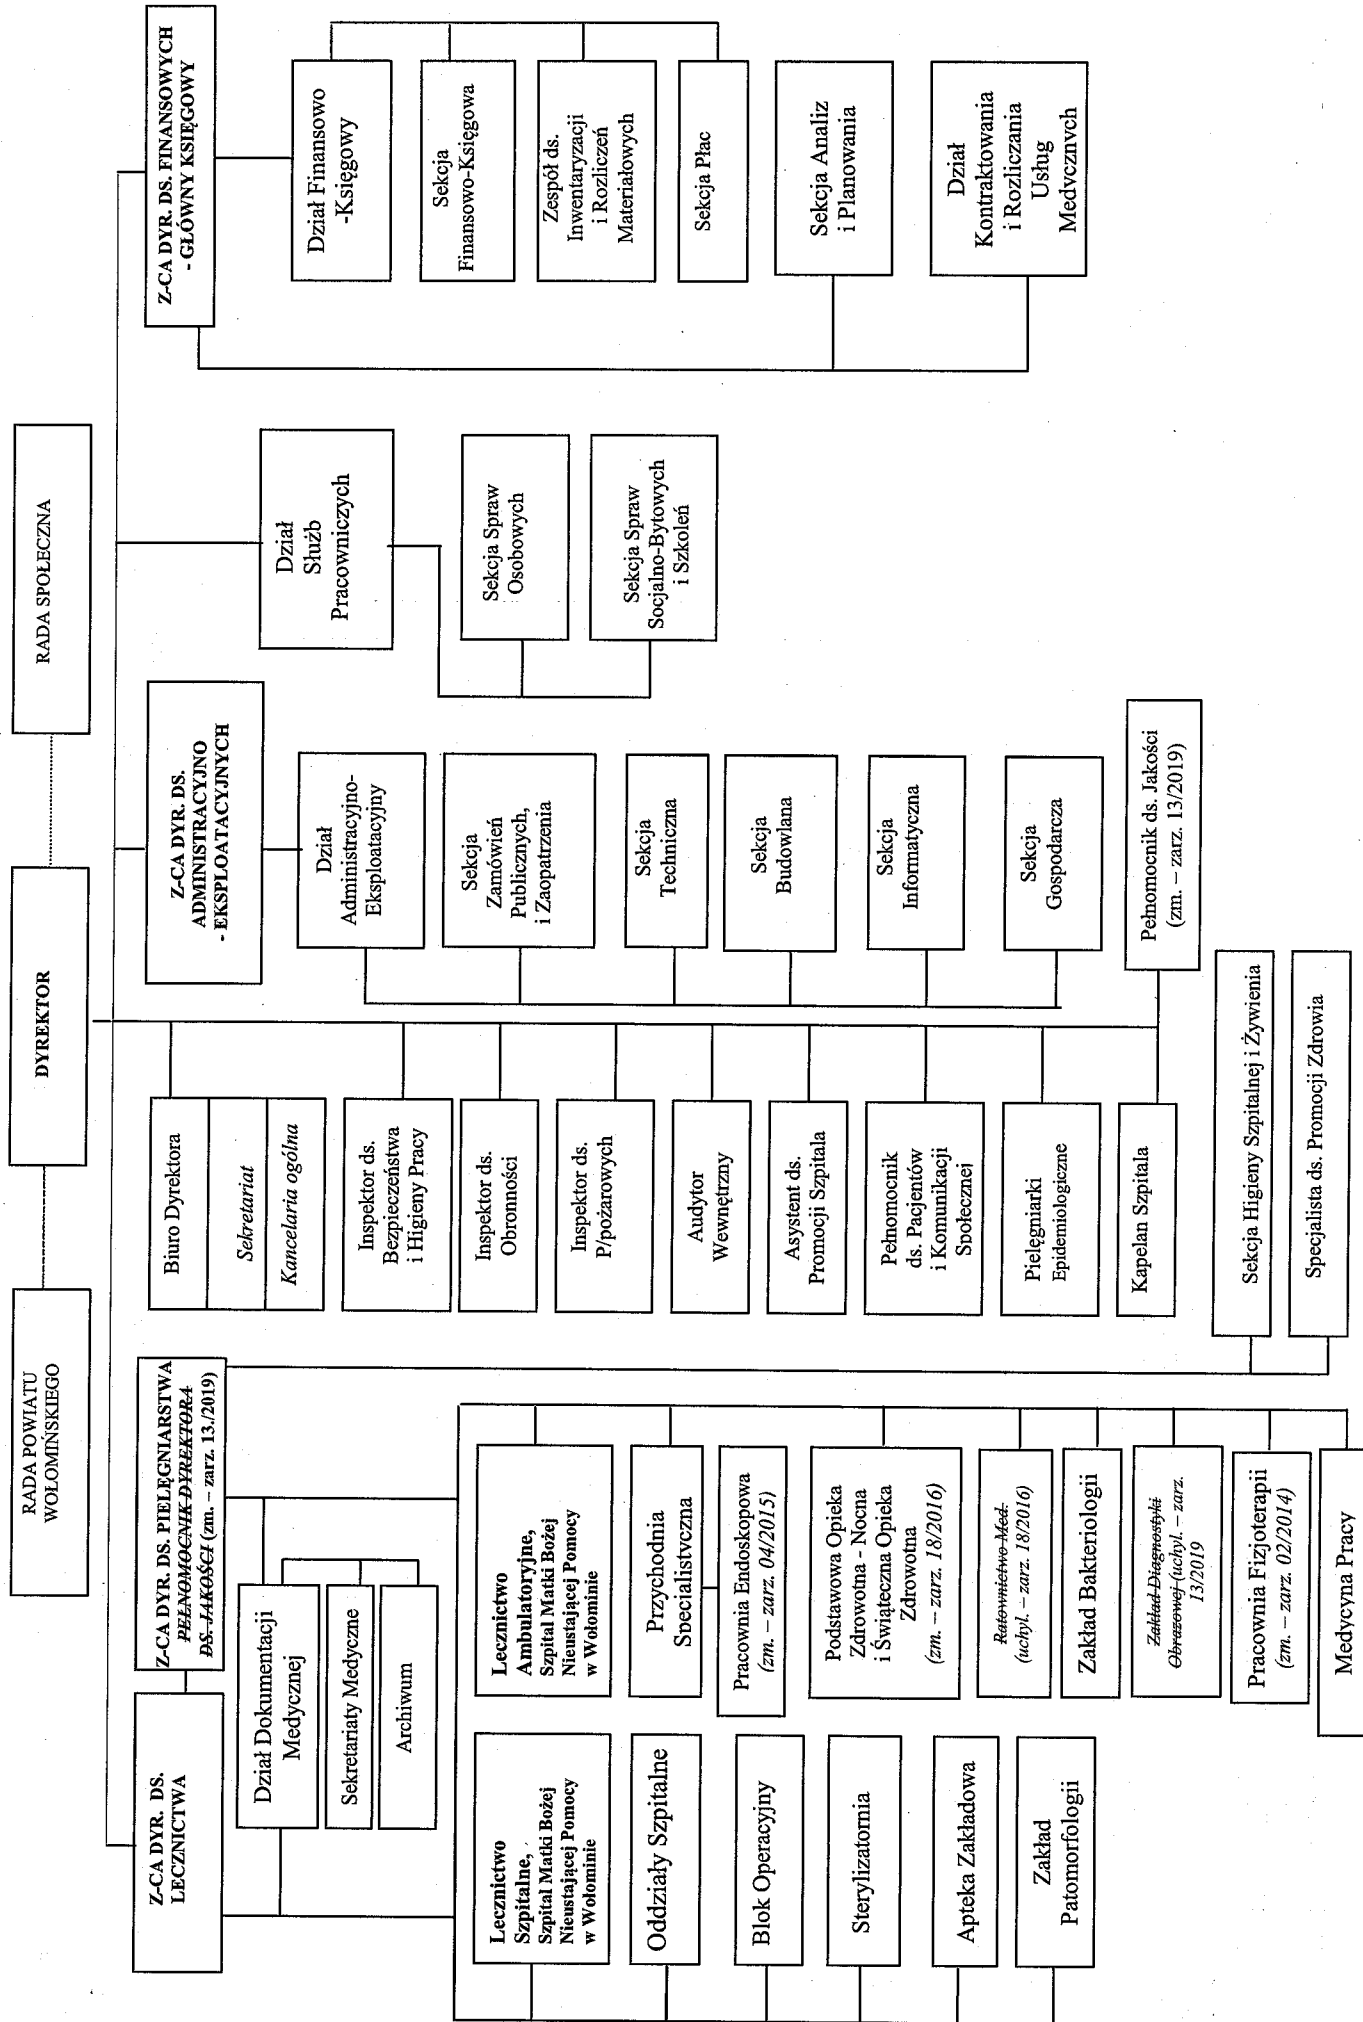 RADA POWIATU
WOŁOMIŃSKIEGO
DYREKTOR
RADA SPOŁECZNA
Z-CA DYR. DS.
LECZNICTWA
Z-CA DYR. DS. PIELĘGNIARSTWA
PEŁNOMOCNIK DYREKTORA
DS. JAKOŚCI (zm. – zarz. 13./2019)
Dział Dokumentacji
Medycznej
Sekretariaty Medyczne
Archiwum
Lecznictwo
Szpitalne,
Szpital Matki Bożej
Nieustającej Pomocy
w Wołominie
Oddziały Szpitalne
Blok Operacyjny
Sterylizatornia
Apteka Zakładowa
Zakład
Patomorfologii
Lecznictwo
Ambulatoryjne,
Szpital Matki Bożej
Nieustającej Pomocy
w Wołominie
Przychodnia
Specjalistyczna
Pracownia Endoskopowa
(zm. – zarz. 04/2015)
Podstawowa Opieka
Zdrowotna - Nocna
i Świąteczna Opieka
Zdrowotna
(zm. – zarz. 18/2016)
Ratownictwo Med.
(uchyl. – zarz. 18/2016)
Zakład Bakteriologii
Zakład Diagnostyki
Obrazowej (uchyl. – zarz.
13/2019
Pracownia Fizjoterapii
(zm. – zarz. 02/2014)
Medycyna Pracy
Sekcja Higieny Szpitalnej i Żywienia
Specjalista ds. Promocji Zdrowia
Biuro Dyrektora
Sekretariat
Kancelaria ogólna
Inspektor ds.
Bezpieczeństwa
i Higieny Pracy
Inspektor ds.
Obronności
Inspektor ds.
P/pożarowych
Audytor
Wewnętrzny
Asystent ds.
Promocji Szpitala
Pełnomocnik
ds. Pacjentów
i Komunikacji
Społecznej
Pielęgniarki
Epidemiologiczne
Kapelan Szpitala
Pełnomocnik ds. Jakości
(zm. – zarz. 13/2019)
Z-CA DYR. DS.
ADMINISTRACYJNO
- EKSPLOATACYJNYCH
Dział
Administracyjno-
Eksploatacyjny
Sekcja
Zamówień
Publicznych,
i Zaopatrzenia
Sekcja
Techniczna
Sekcja
Budowlana
Sekcja
Informatyczna
Sekcja
Gospodarcza
Dział
Służb
Pracowniczych
Sekcja Spraw
Osobowych
Sekcja Spraw
Socjalno-Bytowych
i Szkoleń
Z-CA DYR. DS. FINANSOWYCH
- GŁÓWNY KSIĘGOWY
Dział Finansowo
-Księgowy
Sekcja
Finansowo-Księgowa
Zespół ds.
Inwentaryzacji
i Rozliczeń
Materiałowych
Sekcja Płac
Sekcja Analiz
i Planowania
Dział
Kontraktowania
i Rozliczania
Usług
Medycznych